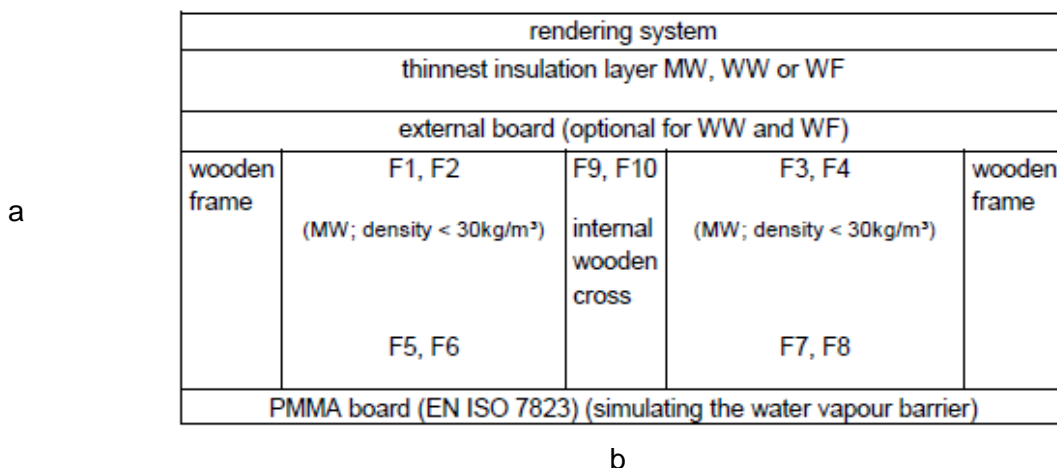 rendering system
thinnest insulation layer MW, WW or WF
external board (optional for WW and WF)
wooden frame
F1, F2
(MW; density < 30kg/m³)
F5, F6
F9, F10
internal
wooden
cross
F3, F4
(MW; density < 30kg/m³)
F7, F8
wooden
frame
PMMA board (EN ISO 7823) (simulating the water vapour barrier)
a
b